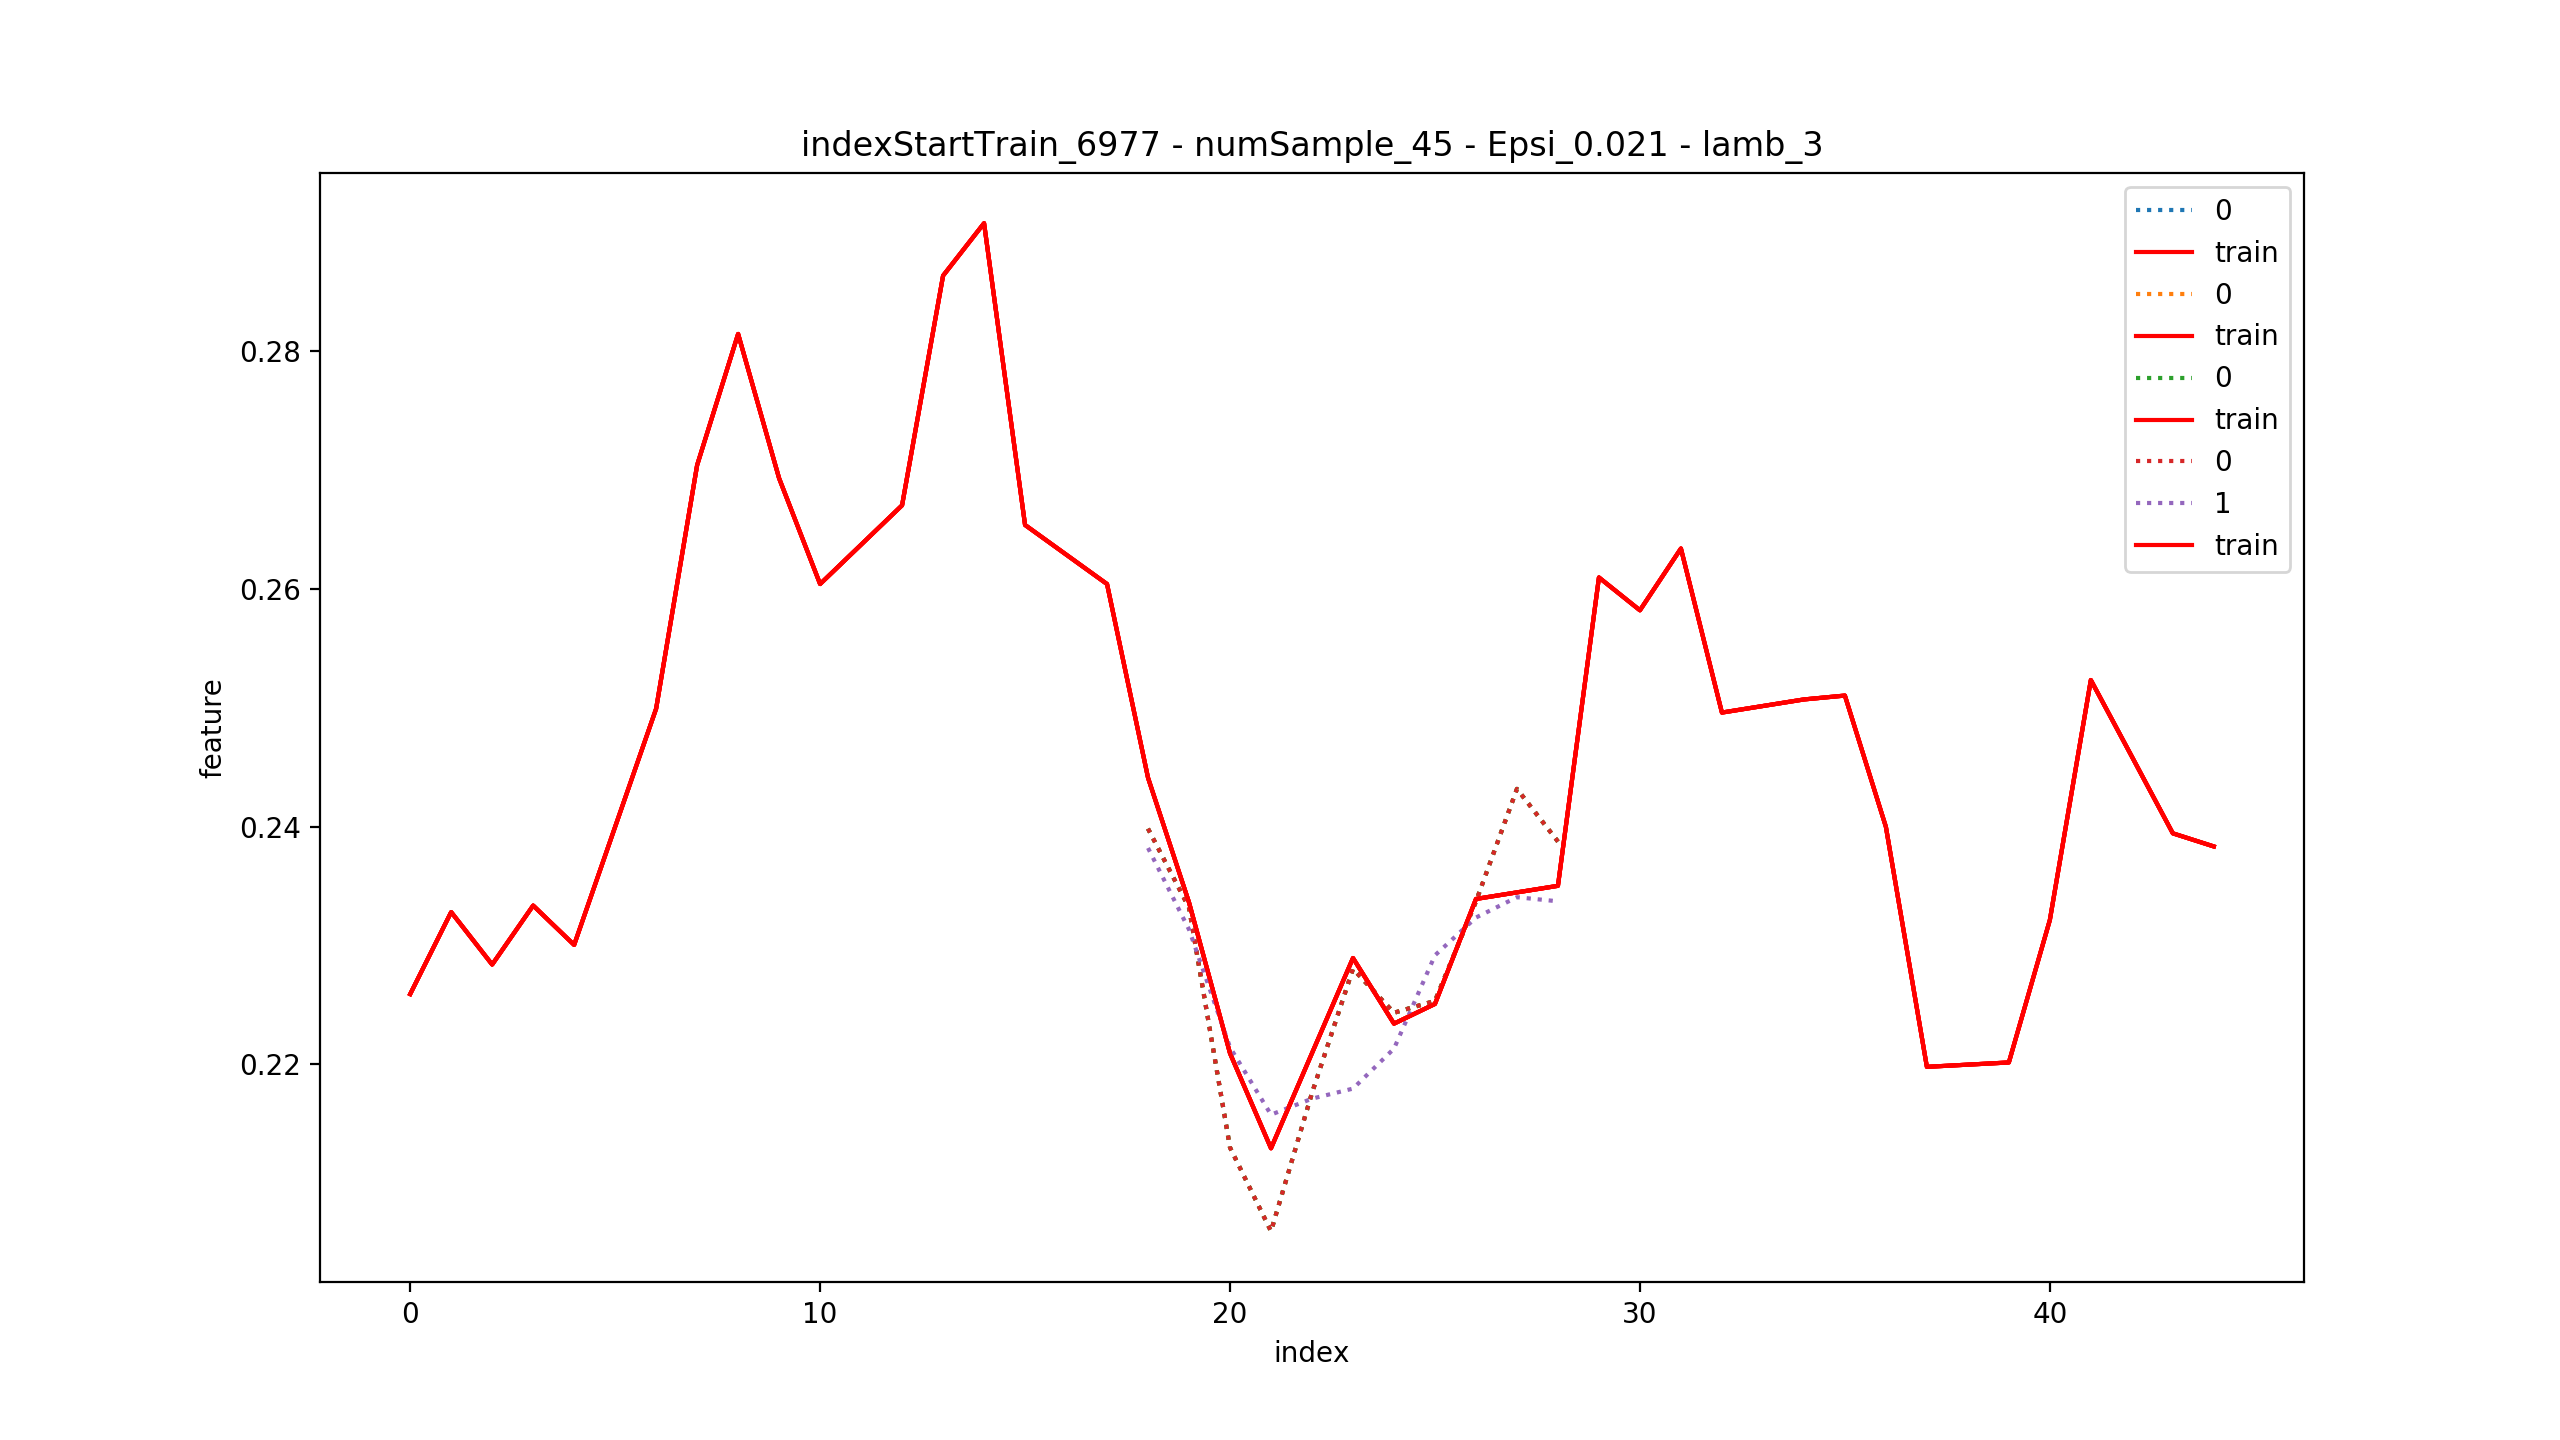 indexStartTrain_6977 - numSample_45 - Epsi_0.021 - lamb_3
0
train
0
train
0
train
0
1
train
0.28
0.26
0.24
0.22
feature
0 10 20 30 40
index